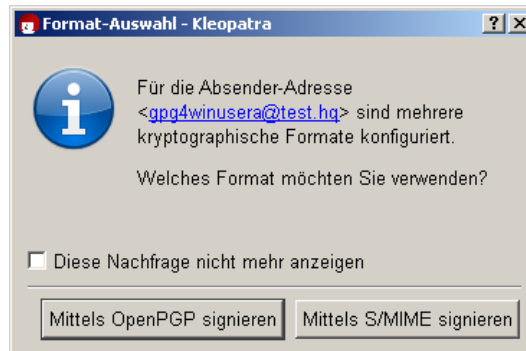 Format-Auswahl - Kleopatra
Für die Absender-Adresse
<gpg4winusera@test.hq> sind mehrere
kryptographische Formate konfiguriert.
Welches Format möchten Sie verwenden?
Diese Nachfrage nicht mehr anzeigen
Mittels OpenPGP signieren Mittels S/MIME signieren